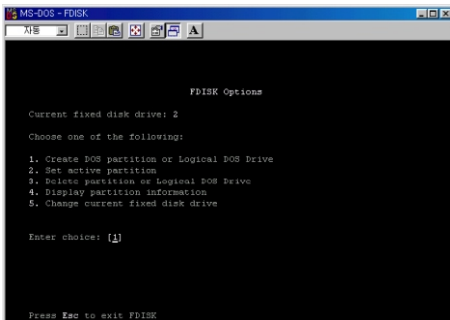 MS-DOS - FDISK
자동
A
FDISK Options
Current fixed disk drive: 2
Choose one of the following:
1. Create DOS partition or Logical DOS Drive
2. Set active partition
3. Delete partition or Logical DOS Drive
4. Display partition information
5. Change current fixed disk drive
Enter choice: [1]
Press Esc to exit FDISK